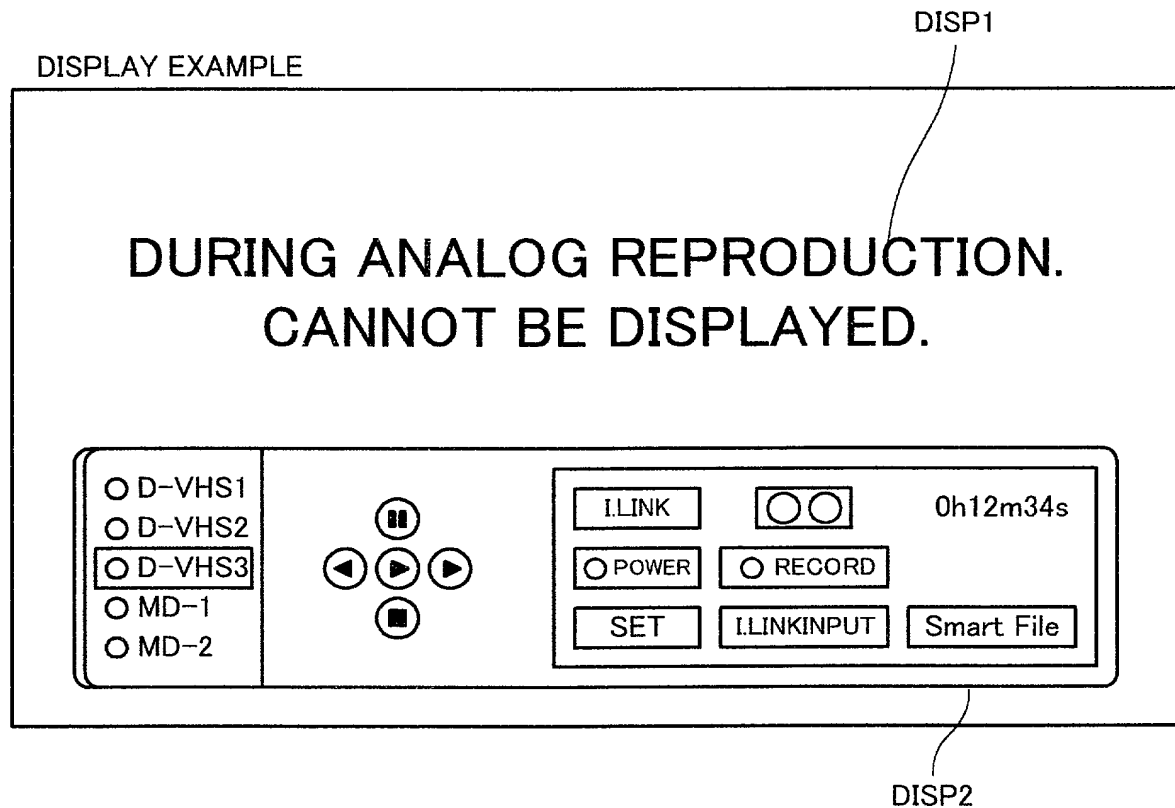 DISP1
DISPLAY EXAMPLE
DURING ANALOG REPRODUCTION.
CANNOT BE DISPLAYED.
D-VHS1
D-VHS2
D-VHS3
MD-1
MD-2
I.LINK
0h12m34s
POWER
RECORD
SET
I.LINKINPUT
Smart File
DISP2